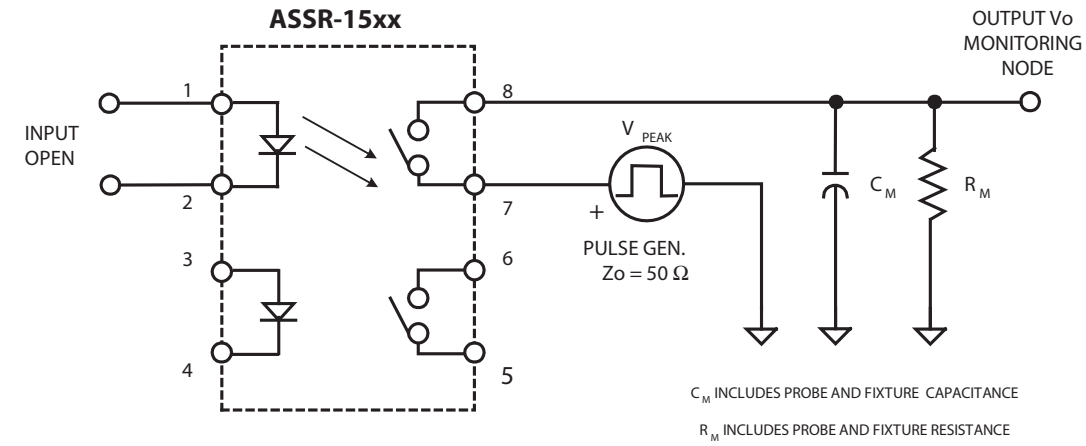 ASSR-15xx
OUTPUT Vo
MONITORING
NODE
INPUT
OPEN
1
2
3
4
8
7
6
5
V PEAK
+
PULSE GEN.
Zo = 50 Ω
C M
R M
C M INCLUDES PROBE AND FIXTURE CAPACITANCE
R M INCLUDES PROBE AND FIXTURE RESISTANCE